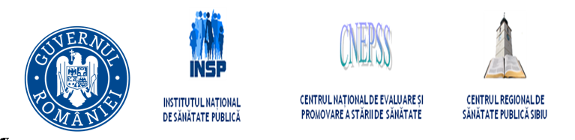 GUVERNUL
ROMÂNIEI
INSP
INSTITUTUL NAȚIONAL
DE SĂNĂTATE PUBLICĂ
CNEPSS
CENTRUL NAȚIONAL DE EVALUARE ȘI
PROMOVARE A STĂRII DE SĂNĂTATE
CENTRUL REGIONAL DE
SĂNĂTATE PUBLICĂ SIBIU